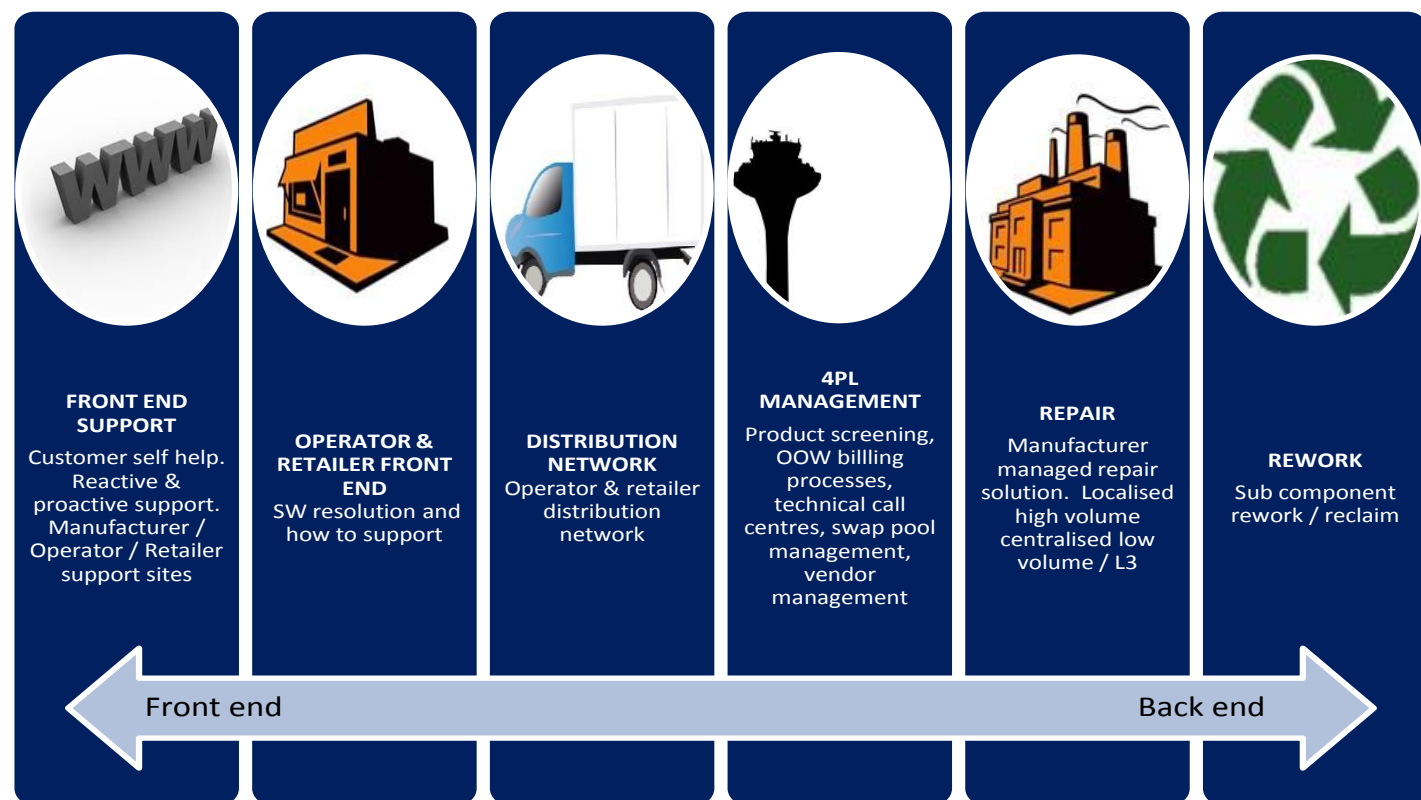 WWW
FRONT END
SUPPORT
Customer self help.
Reactive &
proactive support.
Manufacturer /
Operator / Retailer
support sites
OPERATOR &
RETAILER FRONT
END
SW resolution and
how to support
DISTRIBUTION
NETWORK
Operator & retailer
distribution
network
4PL
MANAGEMENT
Product screening,
OOW billling
processes,
technical call
centres, swap pool
management,
vendor
management
REPAIR
Manufacturer
managed repair
solution.  Localised
high volume
centralised low
volume / L3
REWORK
Sub component
rework / reclaim
Front end
Back end